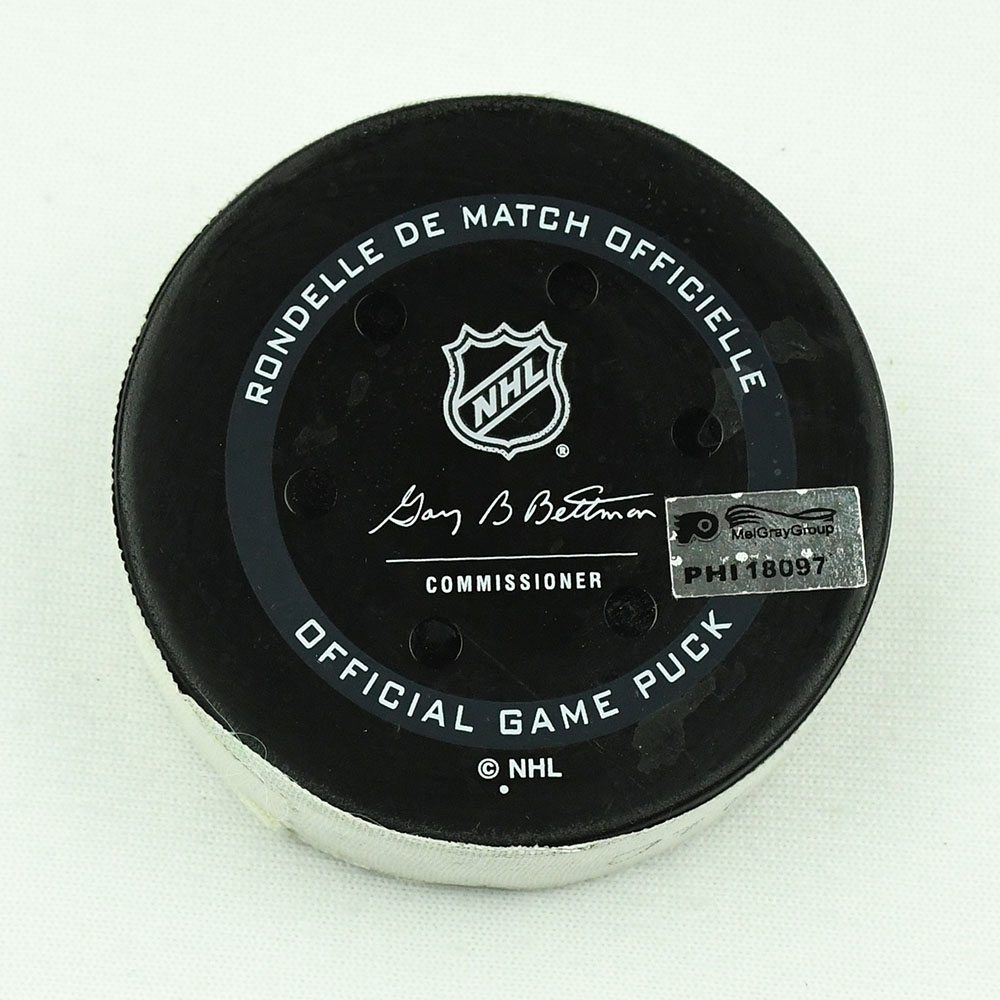 RONDELLE DE MATCH OFFICIELLE
NHL
®
Gary B Bettman
COMMISSIONER
MeiGrayGroup
PHI 18097
OFFICIAL GAME PUCK
© NHL